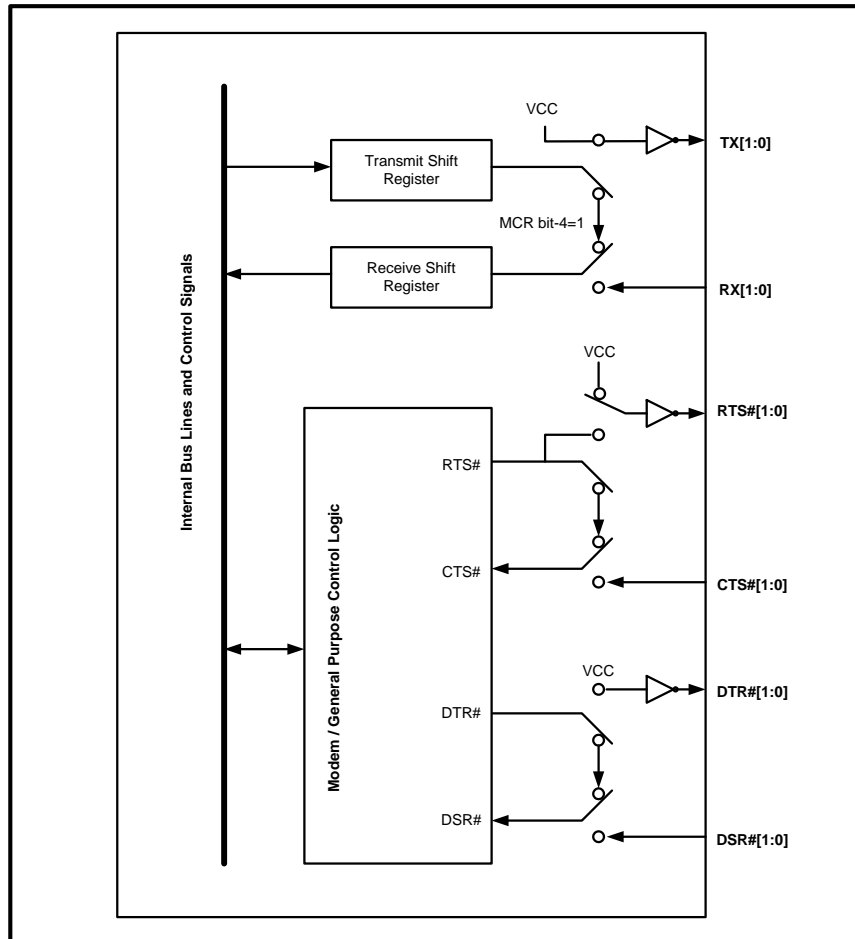 VCC
TX[1:0]
Transmit Shift
Register
MCR bit-4=1
Receive Shift
Register
RX[1:0]
Internal Bus Lines and Control Signals
VCC
RTS#[1:0]
RTS#
Modem / General Purpose Control Logic
CTS#
CTS#[1:0]
VCC
DTR#[1:0]
DTR#
DSR#
DSR#[1:0]